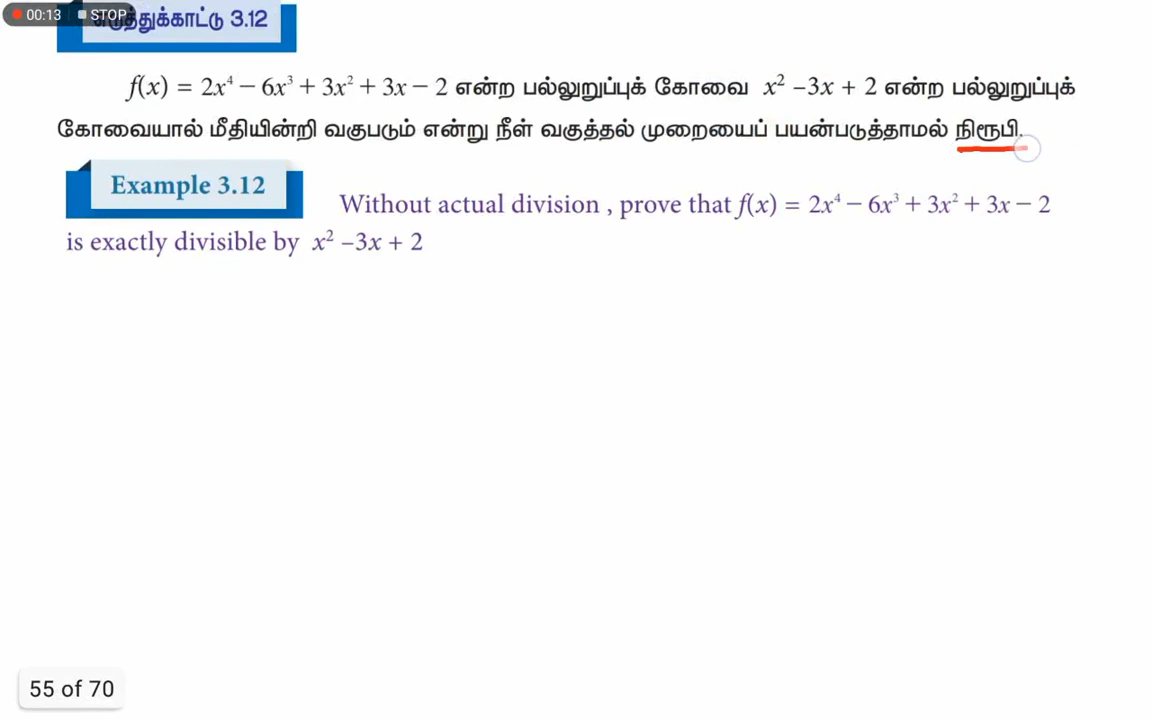 00:13 STOP
எடுத்துக்காட்டு 3.12
f(x) = 2x⁴ − 6x³ + 3x² + 3x − 2 என்ற பல்லுறுப்புக் கோவை x² −3x + 2 என்ற பல்லுறுப்புக்
கோவையால் மீதியின்றி வகுபடும் என்று நீள் வகுத்தல் முறையைப் பயன்படுத்தாமல் நிரூபி.
Example 3.12
Without actual division , prove that f(x) = 2x⁴ − 6x³ + 3x² + 3x − 2
is exactly divisible by x² −3x + 2
55 of 70